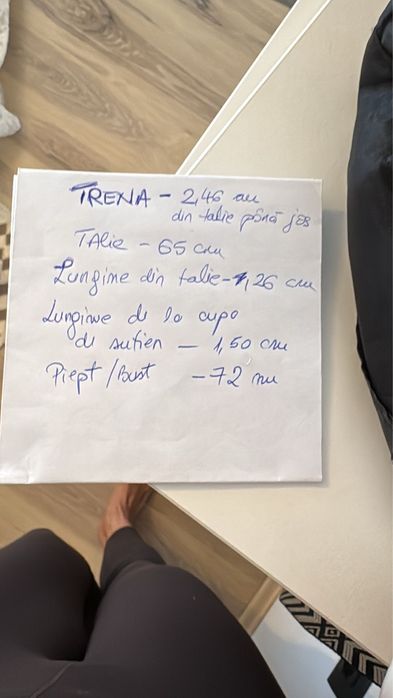 TRENA - 2,46 cm
din talie până jos
TAlie - 65 cm
Lungime din talie - 1,26 cm
Lungime de la cupa
de sutien - 1,50 cm
Piept / Bust - 72 cm